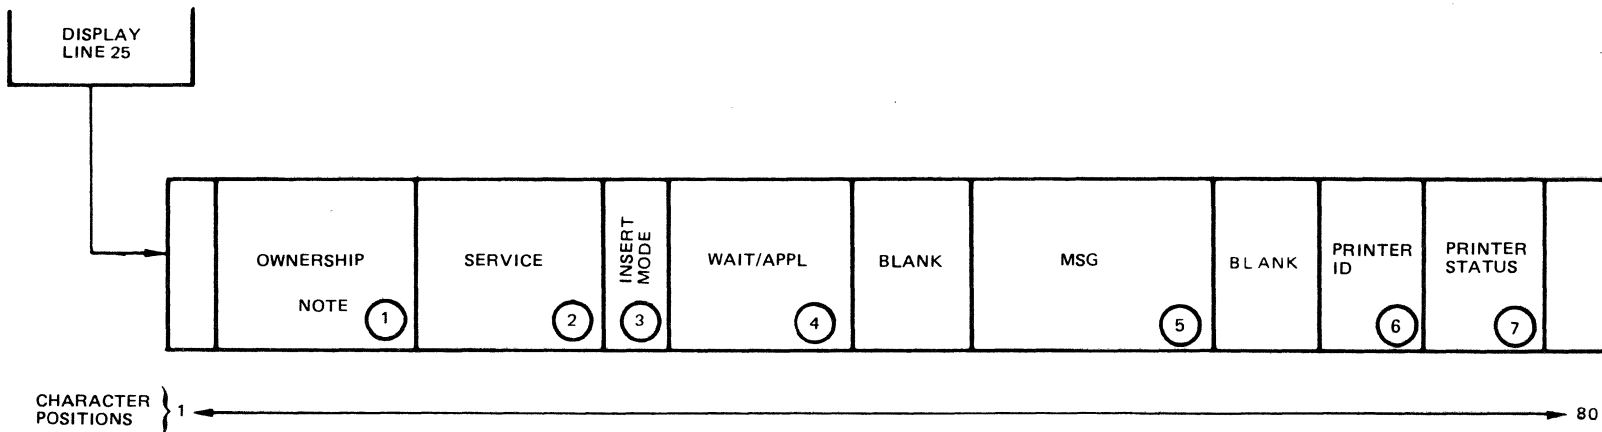 DISPLAY
LINE 25
OWNERSHIP
NOTE 1
SERVICE
2
INSERT
MODE
3
WAIT/APPL
4
BLANK
MSG
5
BLANK
PRINTER
ID
6
PRINTER
STATUS
7
CHARACTER
POSITIONS
1
80